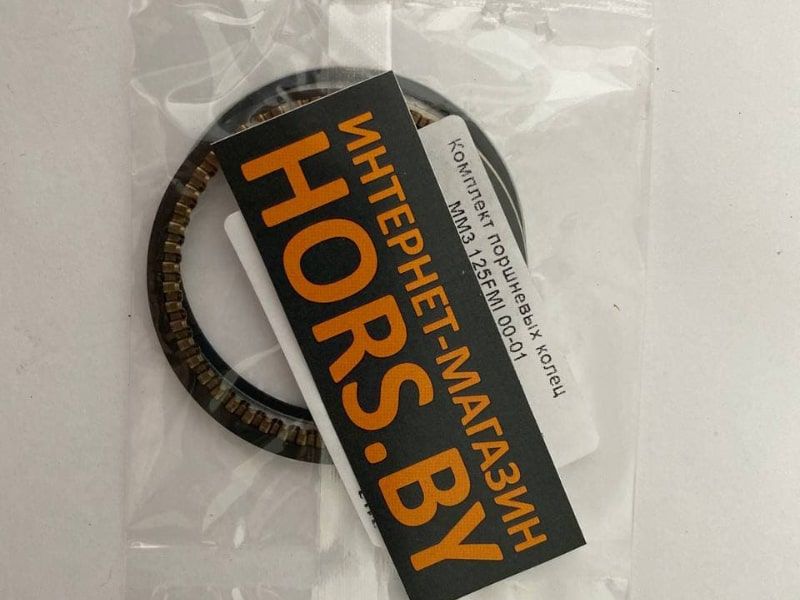 ИНТЕРНЕТ-МАГАЗИН
HORS.BY
Комплект поршневых колец
ММЗ 125FMI 00-01